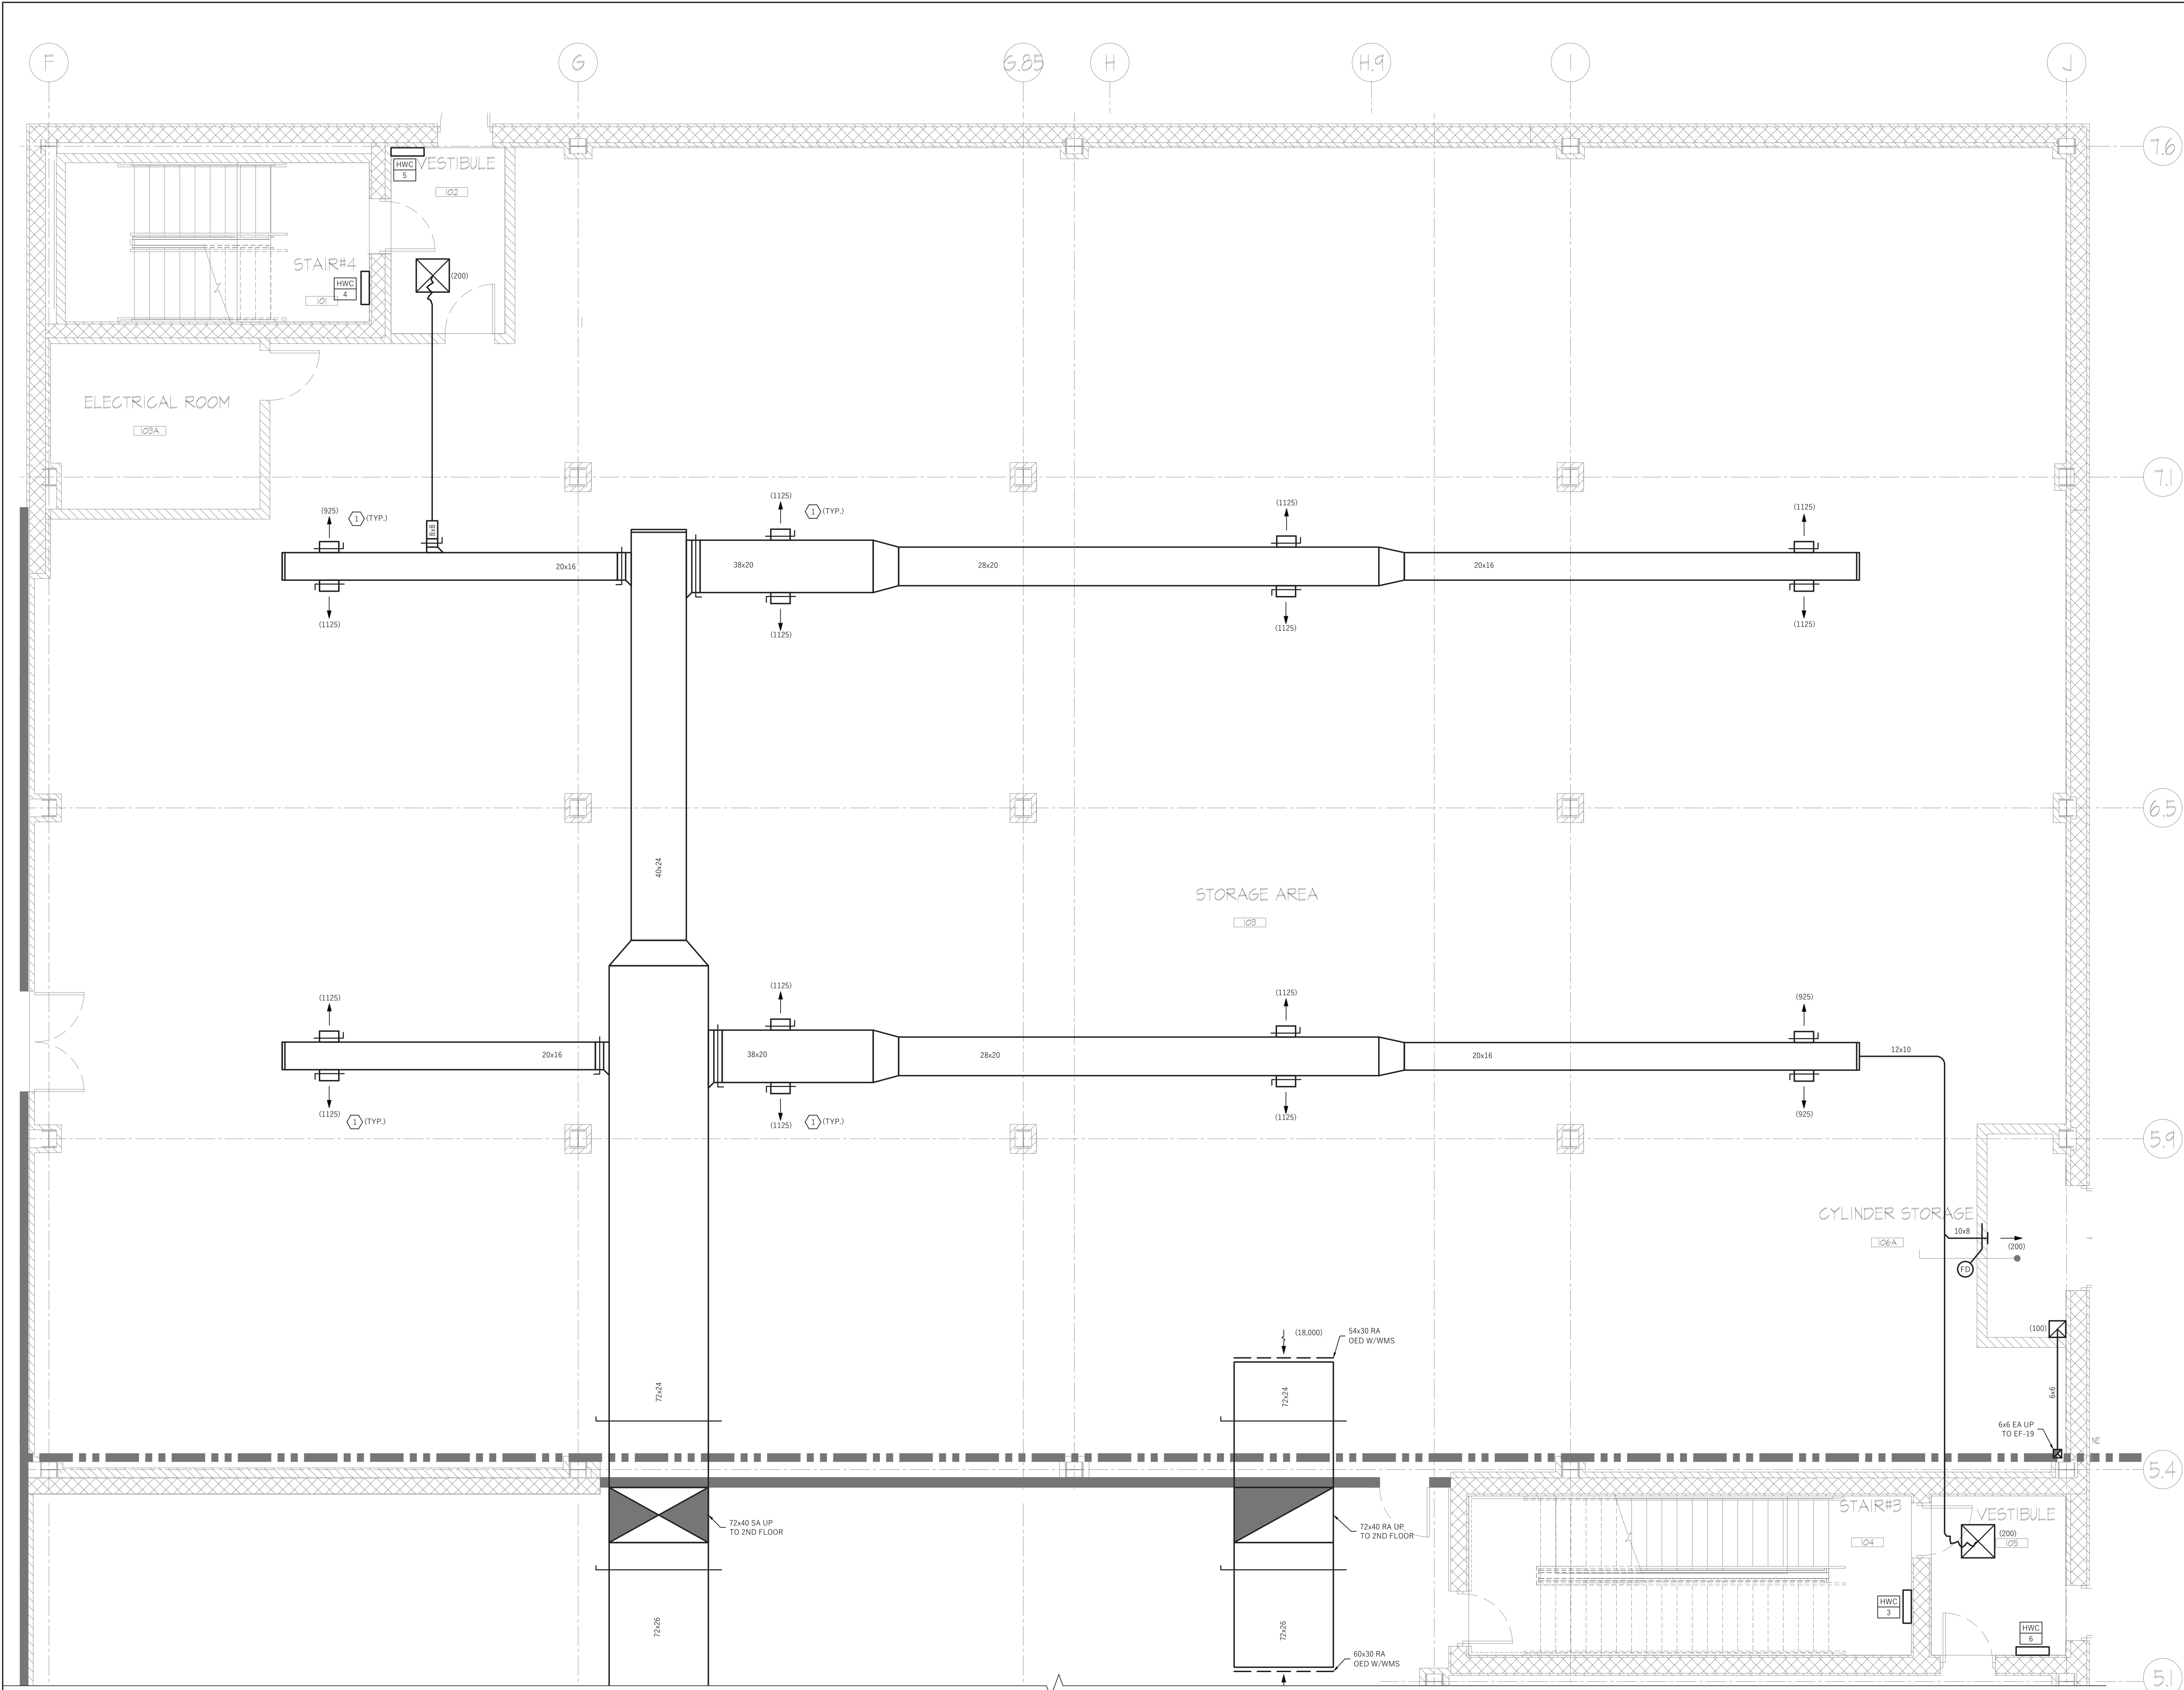 F
G
G.85
H
H.9
I
J
7.6
HWC
5
VESTIBULE
102
STAIR#4
HWC
4
101
(200)
ELECTRICAL ROOM
103A
7.1
(925)
1
(TYP.)
18x8
(1125)
1
(TYP.)
(1125)
(1125)
20x16
38x20
28x20
20x16
(1125)
(1125)
(1125)
(1125)
6.5
40x24
STORAGE AREA
103
(1125)
(1125)
(1125)
(925)
20x16
38x20
28x20
20x16
12x10
(1125)
1
(TYP.)
(1125)
1
(TYP.)
(1125)
(925)
5.9
CYLINDER STORAGE
106A
10x8
(200)
FD
(18,000)
54x30 RA
OED W/WMS
(100)
72x24
72x24
6x6
6x6 EA UP
TO EF-19
NE
5.4
72x40 SA UP
TO 2ND FLOOR
72x40 RA UP
TO 2ND FLOOR
STAIR#3
104
VESTIBULE
(200)
105
HWC
3
HWC
6
72x26
72x26
60x30 RA
OED W/WMS
5.1